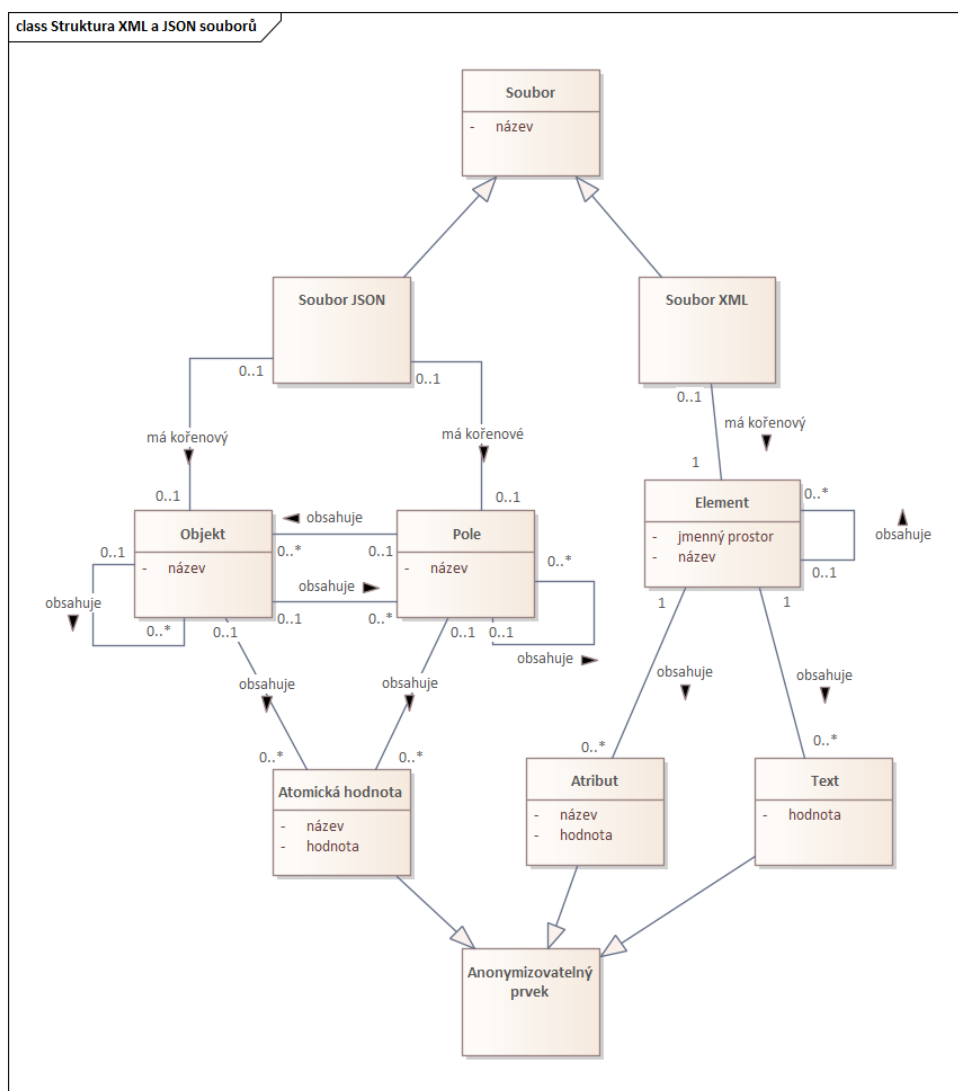 class Struktura XML a JSON souborů
Soubor
- název
Soubor JSON
Soubor XML
0..1
0..1
0..1
má kořenový
má kořenové
má kořenový
1
0..1
0..1
Objekt
- název
Pole
- název
Element
- jmenný prostor
- název
obsahuje
0..*
0..1
obsahuje
0..1
0..*
0..1
obsahuje
0..*
0..*
0..1
obsahuje
0..*
0..1
obsahuje
0..1
obsahuje
0..*
0..1
obsahuje
0..*
1
obsahuje
0..*
1
obsahuje
0..*
Atomická hodnota
- název
- hodnota
Atribut
- název
- hodnota
Text
- hodnota
Anonymizovatelný
prvek